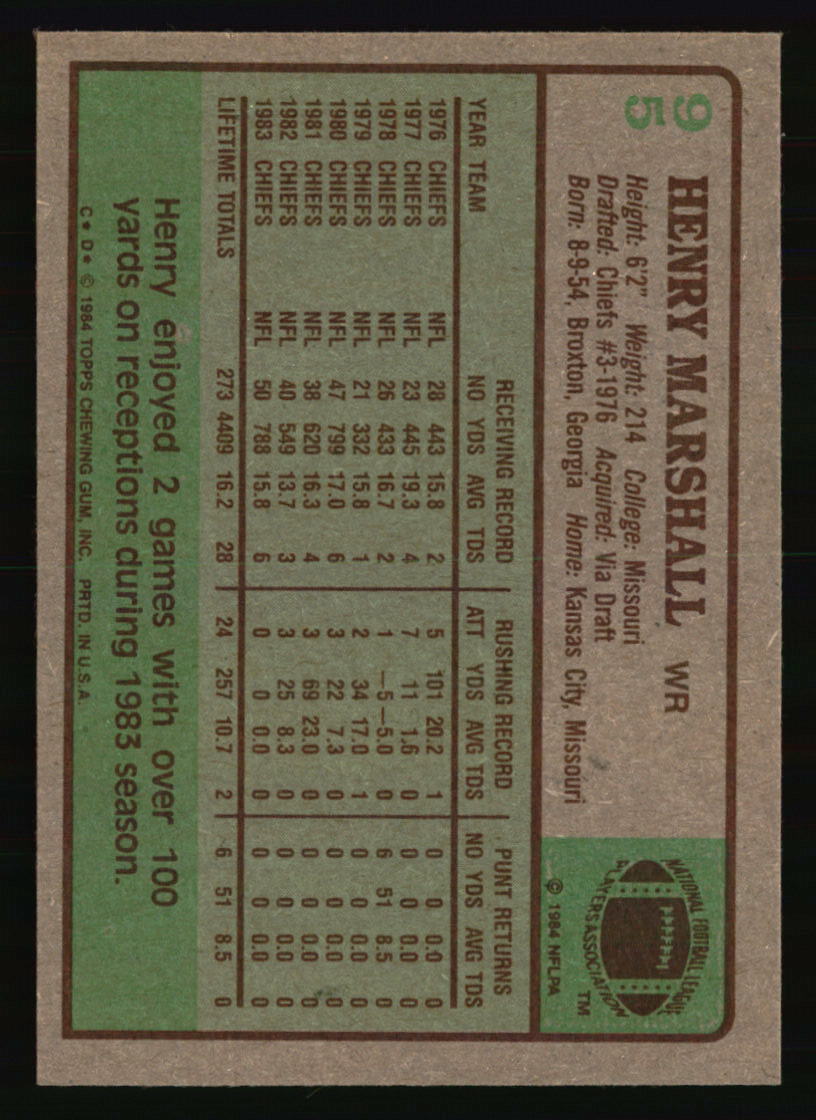 95
HENRY MARSHALL WR
Height: 6'2" Weight: 214 College: Missouri
Drafted: Chiefs #3-1976 Acquired: Via Draft
Born: 8-9-54, Broxton, Georgia Home: Kansas City, Missouri
NATIONAL FOOTBALL LEAGUE
PLAYERS ASSOCIATION TM
© 1984 NFLPA
RECEIVING RECORD RUSHING RECORD PUNT RETURNS
YEAR TEAM NO YDS AVG TDS ATT YDS AVG TDS NO YDS AVG TDS
1976 CHIEFS NFL 28 443 15.8 2 5 101 20.2 1 0 0 0.0 0
1977 CHIEFS NFL 23 445 19.3 4 7 11 1.6 0 0 0 0.0 0
1978 CHIEFS NFL 26 433 16.7 2 1 —5 —5.0 0 6 51 8.5 0
1979 CHIEFS NFL 21 332 15.8 1 2 34 17.0 1 0 0 0.0 0
1980 CHIEFS NFL 47 799 17.0 6 3 22 7.3 0 0 0 0.0 0
1981 CHIEFS NFL 38 620 16.3 4 3 69 23.0 0 0 0 0.0 0
1982 CHIEFS NFL 40 549 13.7 3 3 25 8.3 0 0 0 0.0 0
1983 CHIEFS NFL 50 788 15.8 6 0 0 0.0 0 0 0 0.0 0
LIFETIME TOTALS 273 4409 16.2 28 24 257 10.7 2 6 51 8.5 0
Henry enjoyed 2 games with over 100
yards on receptions during 1983 season.
C* D* © 1984 TOPPS CHEWING GUM, INC. PRTD. IN U.S.A.